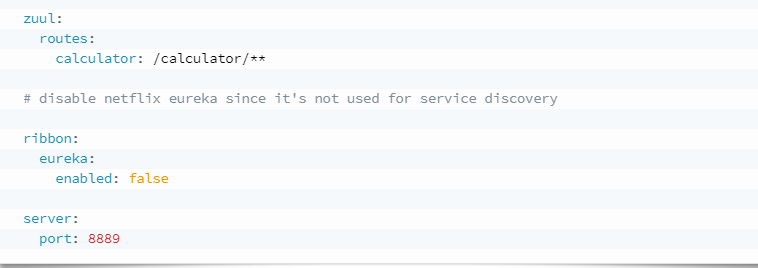 zuul:
  routes:
    calculator: /calculator/**
# disable netflix eureka since it's not used for service discovery
ribbon:
  eureka:
    enabled: false
server:
  port: 8889